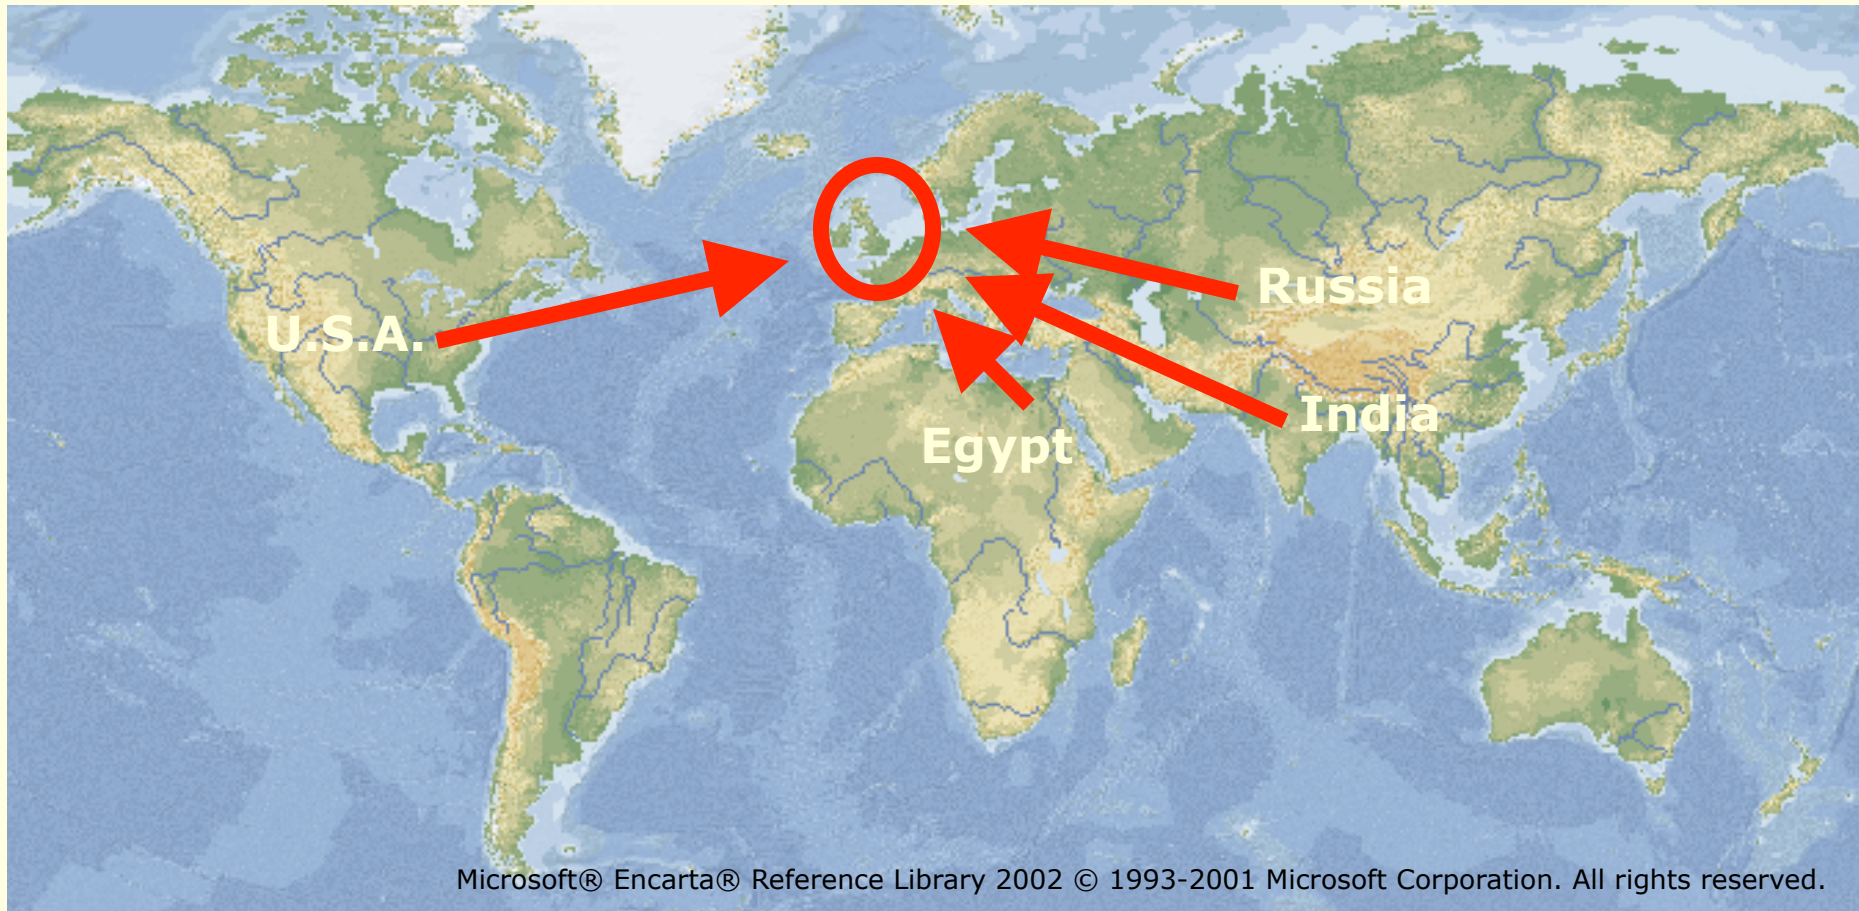 Russia
U.S.A.
India
Egypt
Microsoft® Encarta® Reference Library 2002 © 1993-2001 Microsoft Corporation. All rights reserved.